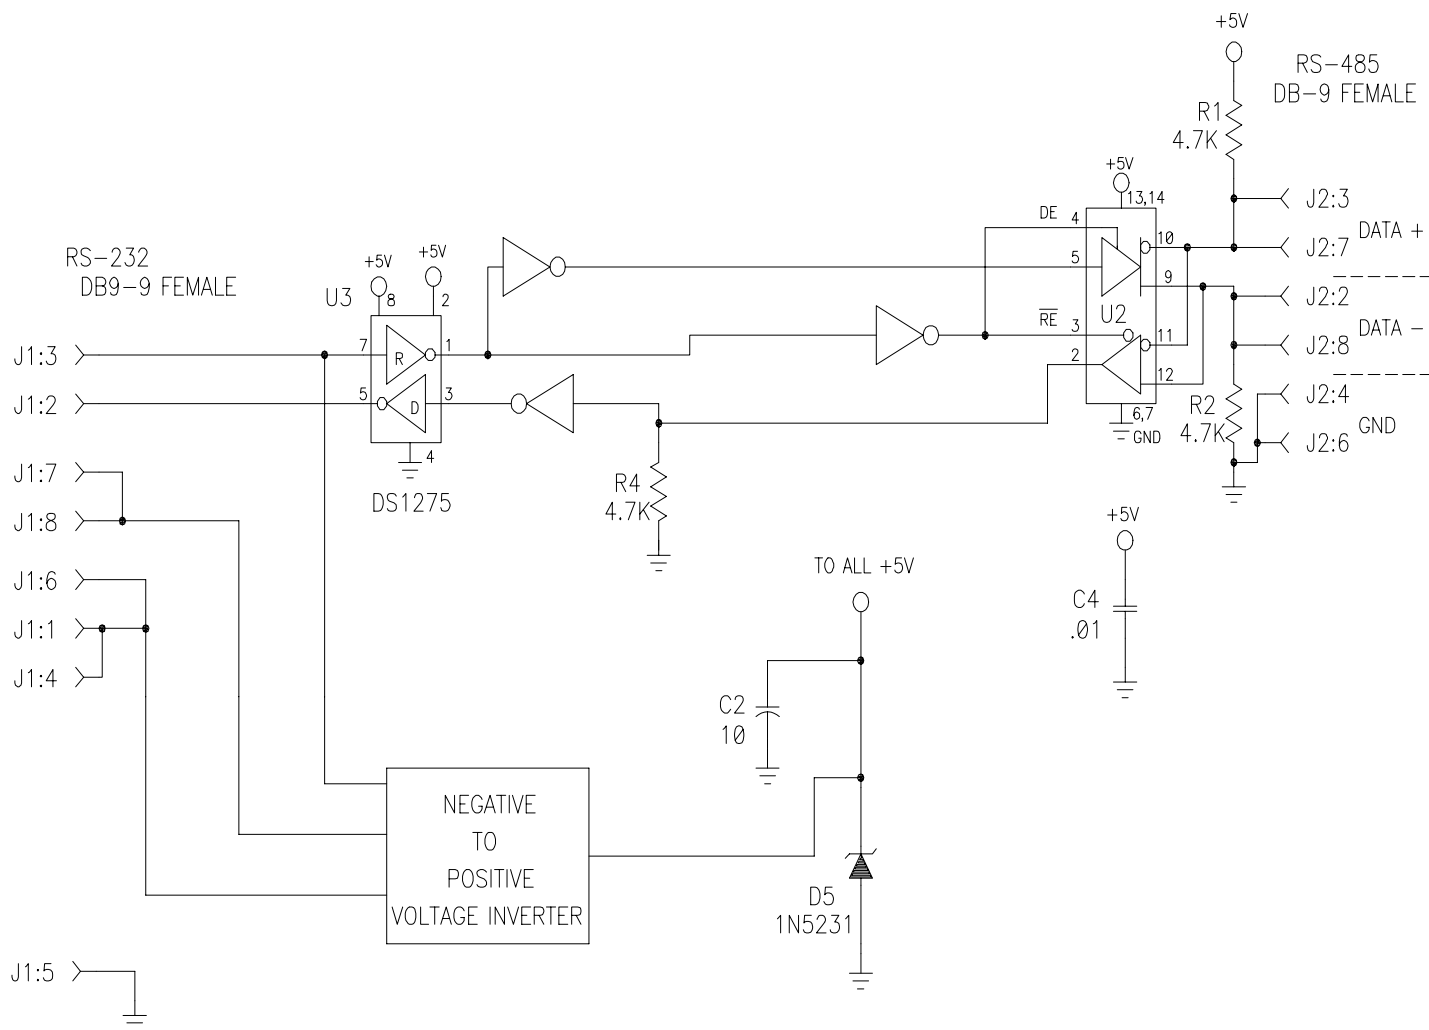 +5V
RS-485
DB-9 FEMALE
R1
4.7K
+5V
13,14
DE
4
J2:3
DATA +
10
J2:7
5
9
RS-232
DB9-9 FEMALE
+5V
+5V
U3
8
2
J2:2
DATA -
RE
3
U2
11
J2:8
J1:3
7
R
1
2
12
J1:2
5
D
3
R2
4.7K
J2:4
GND
J2:6
6,7
GND
4
J1:7
DS1275
R4
4.7K
J1:8
+5V
TO ALL +5V
J1:6
C4
.01
J1:1
J1:4
C2
10
NEGATIVE
TO
POSITIVE
VOLTAGE INVERTER
D5
1N5231
J1:5